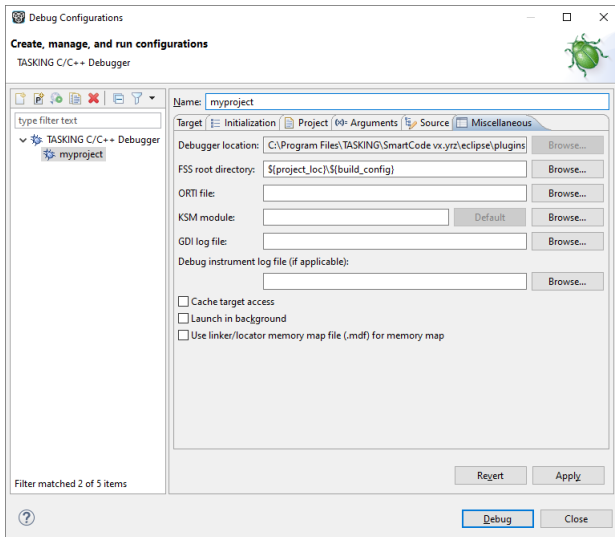 Debug Configurations
Create, manage, and run configurations
TASKING C/C++ Debugger
type filter text
TASKING C/C++ Debugger
myproject
Filter matched 2 of 5 items
Name: myproject
Target Initialization Project (x)= Arguments Source Miscellaneous
Debugger location: C:\Program Files\TASKING\SmartCode vx.yrz\eclipse\plugins Browse...
FSS root directory: ${project_loc}\${build_config} Browse...
ORTI file: Browse...
KSM module: Default Browse...
GDI log file: Browse...
Debug instrument log file (if applicable):
Browse...
Cache target access
Launch in background
Use linker/locator memory map file (.mdf) for memory map
Revert Apply
? Debug Close